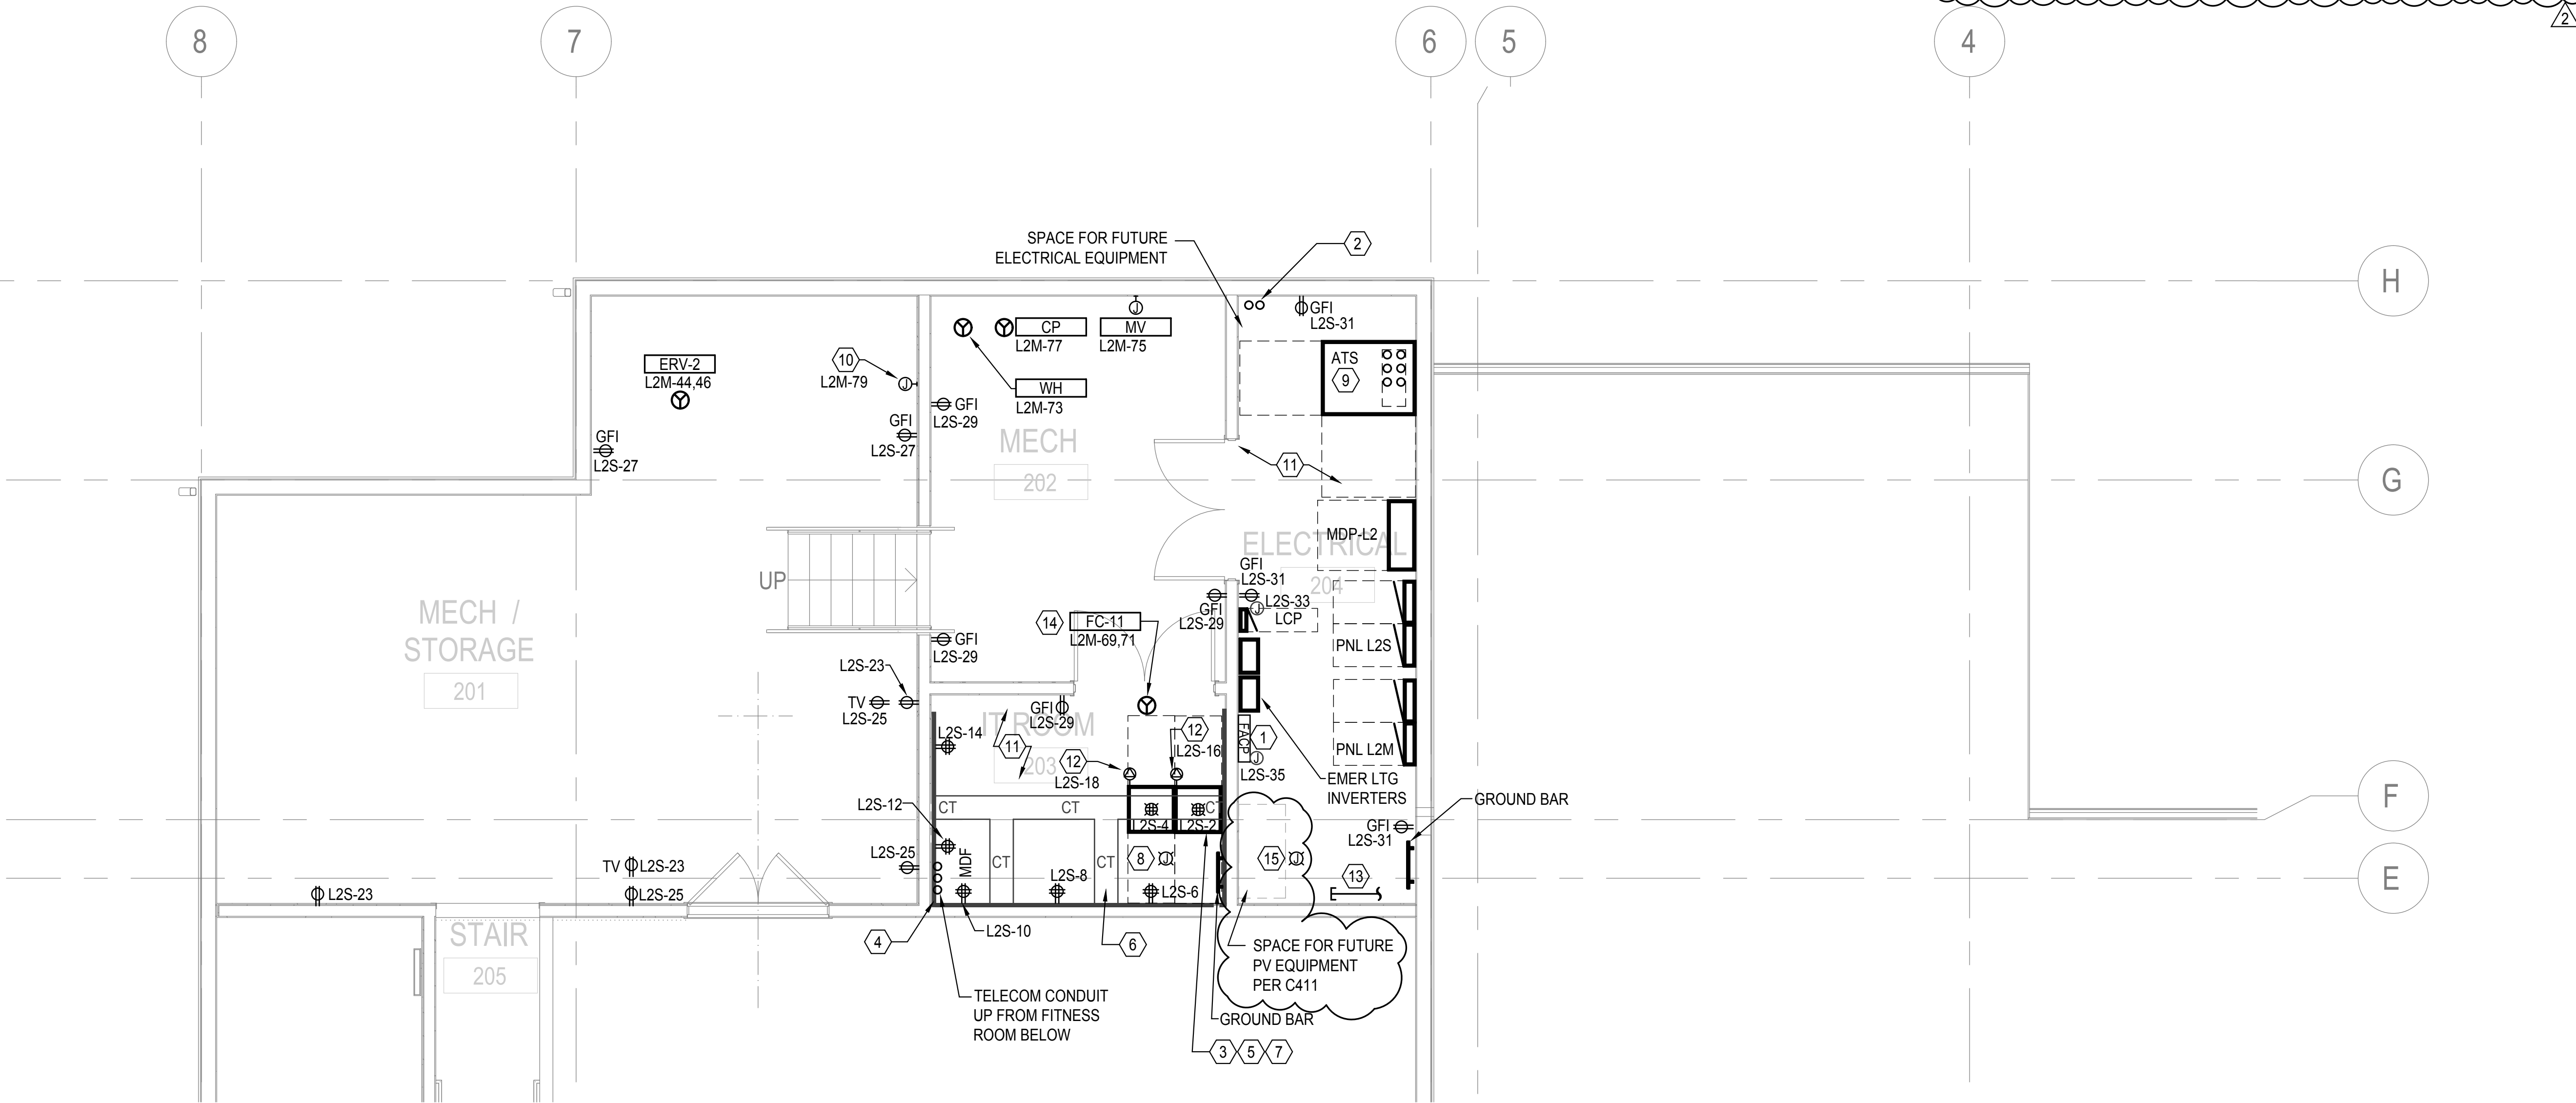 2
8
7
6
5
4
SPACE FOR FUTURE
ELECTRICAL EQUIPMENT
2
H
J
GFI
L2S-31
CP
L2M-77
MV
L2M-75
ERV-2
L2M-44,46
10
J
L2M-79
WH
L2M-73
ATS
9
GFI
L2S-29
GFI
L2S-27
GFI
L2S-27
MECH
202
11
G
MDP-L2
ELECTRICAL
204
GFI
L2S-31
UP
J
L2S-33
LCP
GFI
L2S-29
14
FC-11
L2M-69,71
MECH /
STORAGE
201
GFI
L2S-29
PNL L2S
L2S-23
TV
L2S-25
GFI
L2S-29
IT ROOM
203
L2S-14
11
12
L2S-18
12
L2S-16
FACP
1
J
L2S-35
PNL L2M
EMER LTG
INVERTERS
GROUND BAR
F
L2S-12
CT
CT
CT
L2S-4
L2S-2
GFI
L2S-31
L2S-25
MDF
CT
CT
8
J
15
J
TV
L2S-23
L2S-8
L2S-6
13
E
L2S-23
L2S-25
L2S-10
STAIR
205
4
6
SPACE FOR FUTURE
PV EQUIPMENT
PER C411
TELECOM CONDUIT
UP FROM FITNESS
ROOM BELOW
GROUND BAR
3
5
7